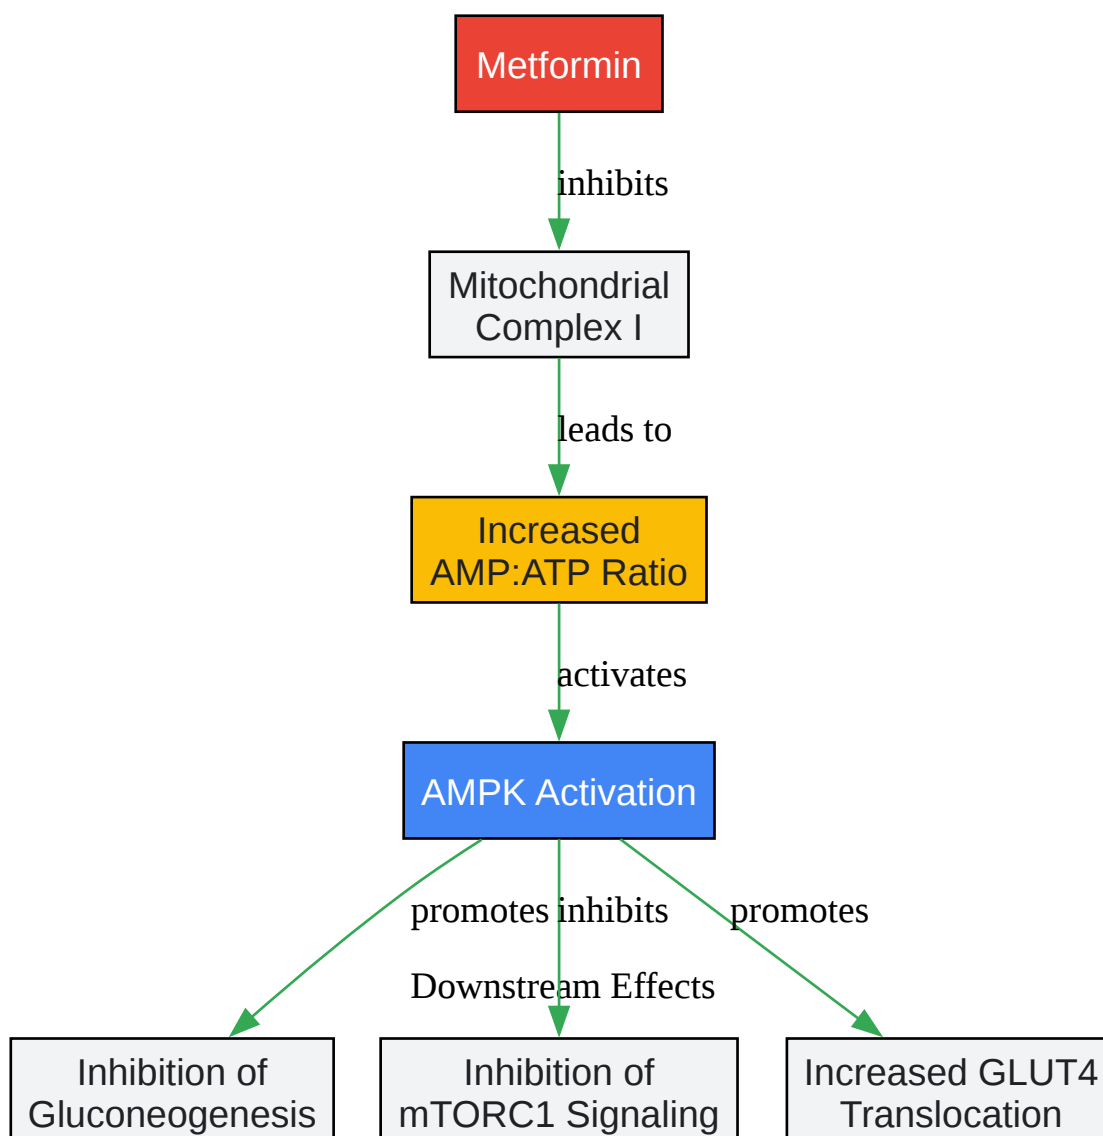 Metformin
inhibits
Mitochondrial
Complex I
leads to
Increased
AMP:ATP Ratio
activates
AMPK Activation
promotes
inhibits
promotes
Downstream Effects
Inhibition of
Gluconeogenesis
Inhibition of
mTORC1 Signaling
Increased GLUT4
Translocation